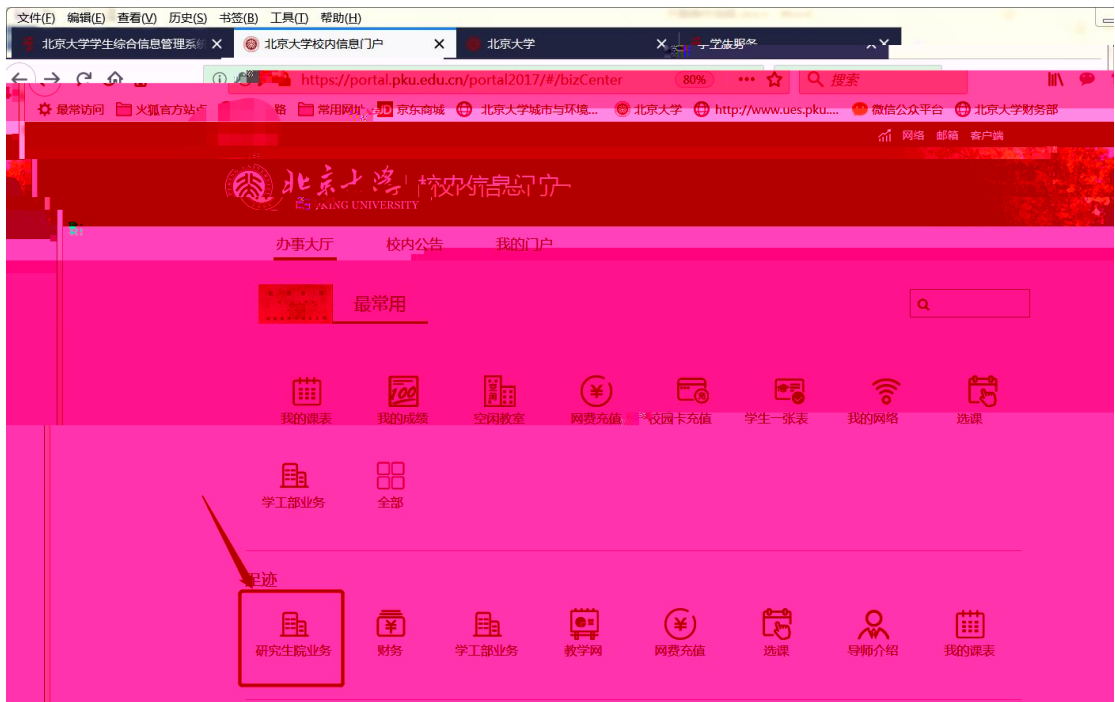 文件(F) 编辑(E) 查看(V) 历史(S) 书签(B) 工具(T) 帮助(H)
北京大学学生综合信息管理系统 北京大学校内信息门户 北京大学
https://portal.pku.edu.cn/portal2017/#/bizCenter 80% 搜索
最常访问 火狐官方站点 常用网址 JD 京东商城 北京大学城市与环境... 北京大学 http://www.ues.pku.... 微信公众平台 北京大学财务部
网络 邮箱 客户端
北京大学 校内信息门户
PEKING UNIVERSITY
办事大厅 校内公告 我的门户
最常用
我的课表 我的成绩 空闲教室 网费充值 校园卡充值 学生一张表 我的网络 选课
学工部业务 全部
足迹
研究生院业务 财务 学工部业务 教学网 网费充值 选课 导师介绍 我的课表